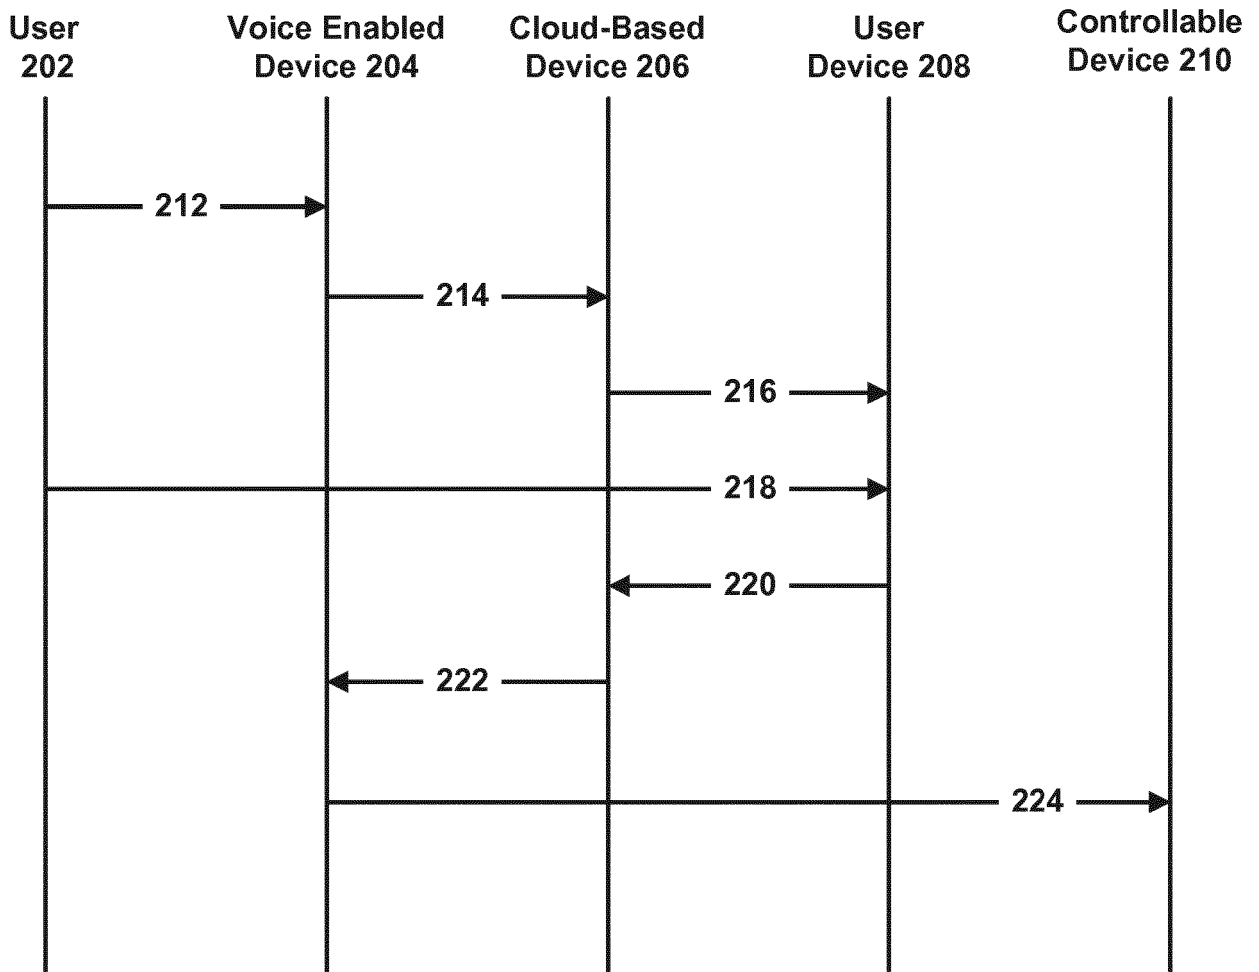 User
202
Voice Enabled
Device 204
Cloud-Based
Device 206
User
Device 208
Controllable
Device 210
212
214
216
218
220
222
224